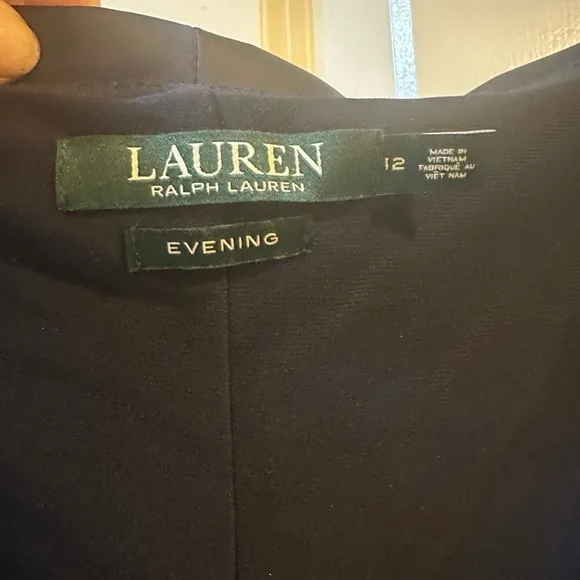 LAUREN
RALPH LAUREN
EVENING
12
MADE IN
VIETNAM
FABRIQUÉ AU
VIÊT NAM